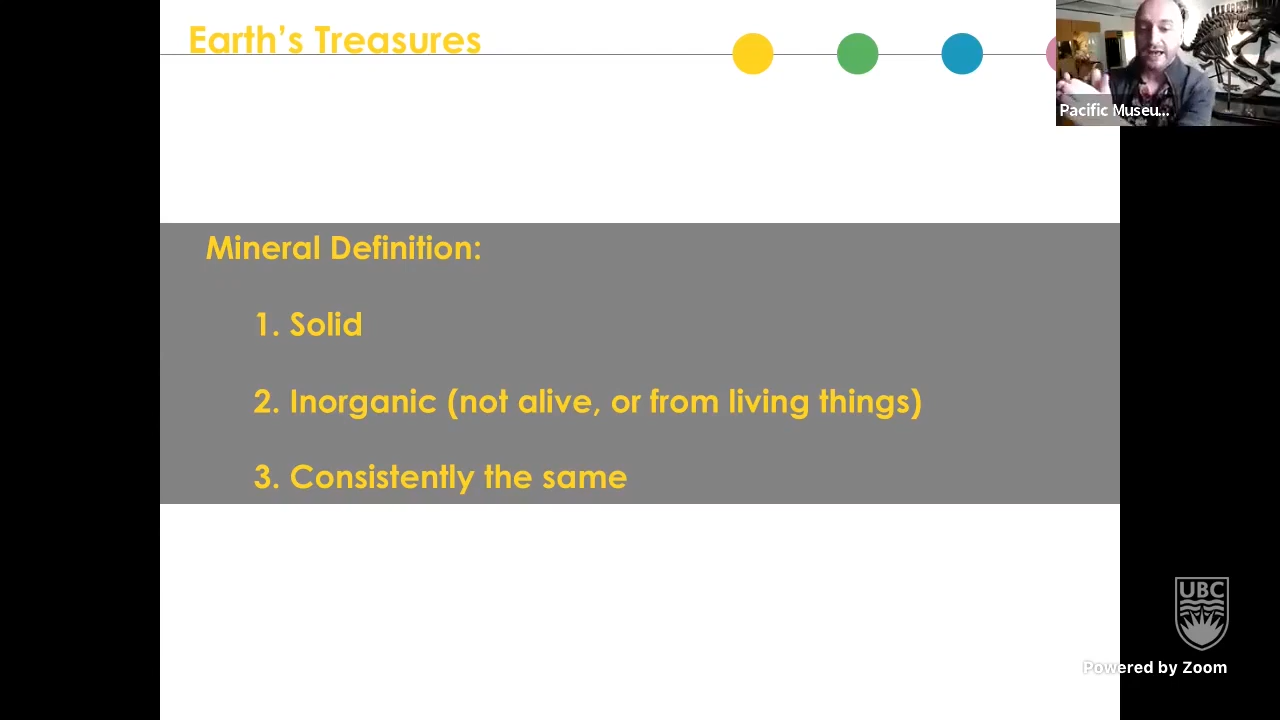 Earth's Treasures
Pacific Museu...
Mineral Definition:
1. Solid
2. Inorganic (not alive, or from living things)
3. Consistently the same
UBC
Powered by Zoom